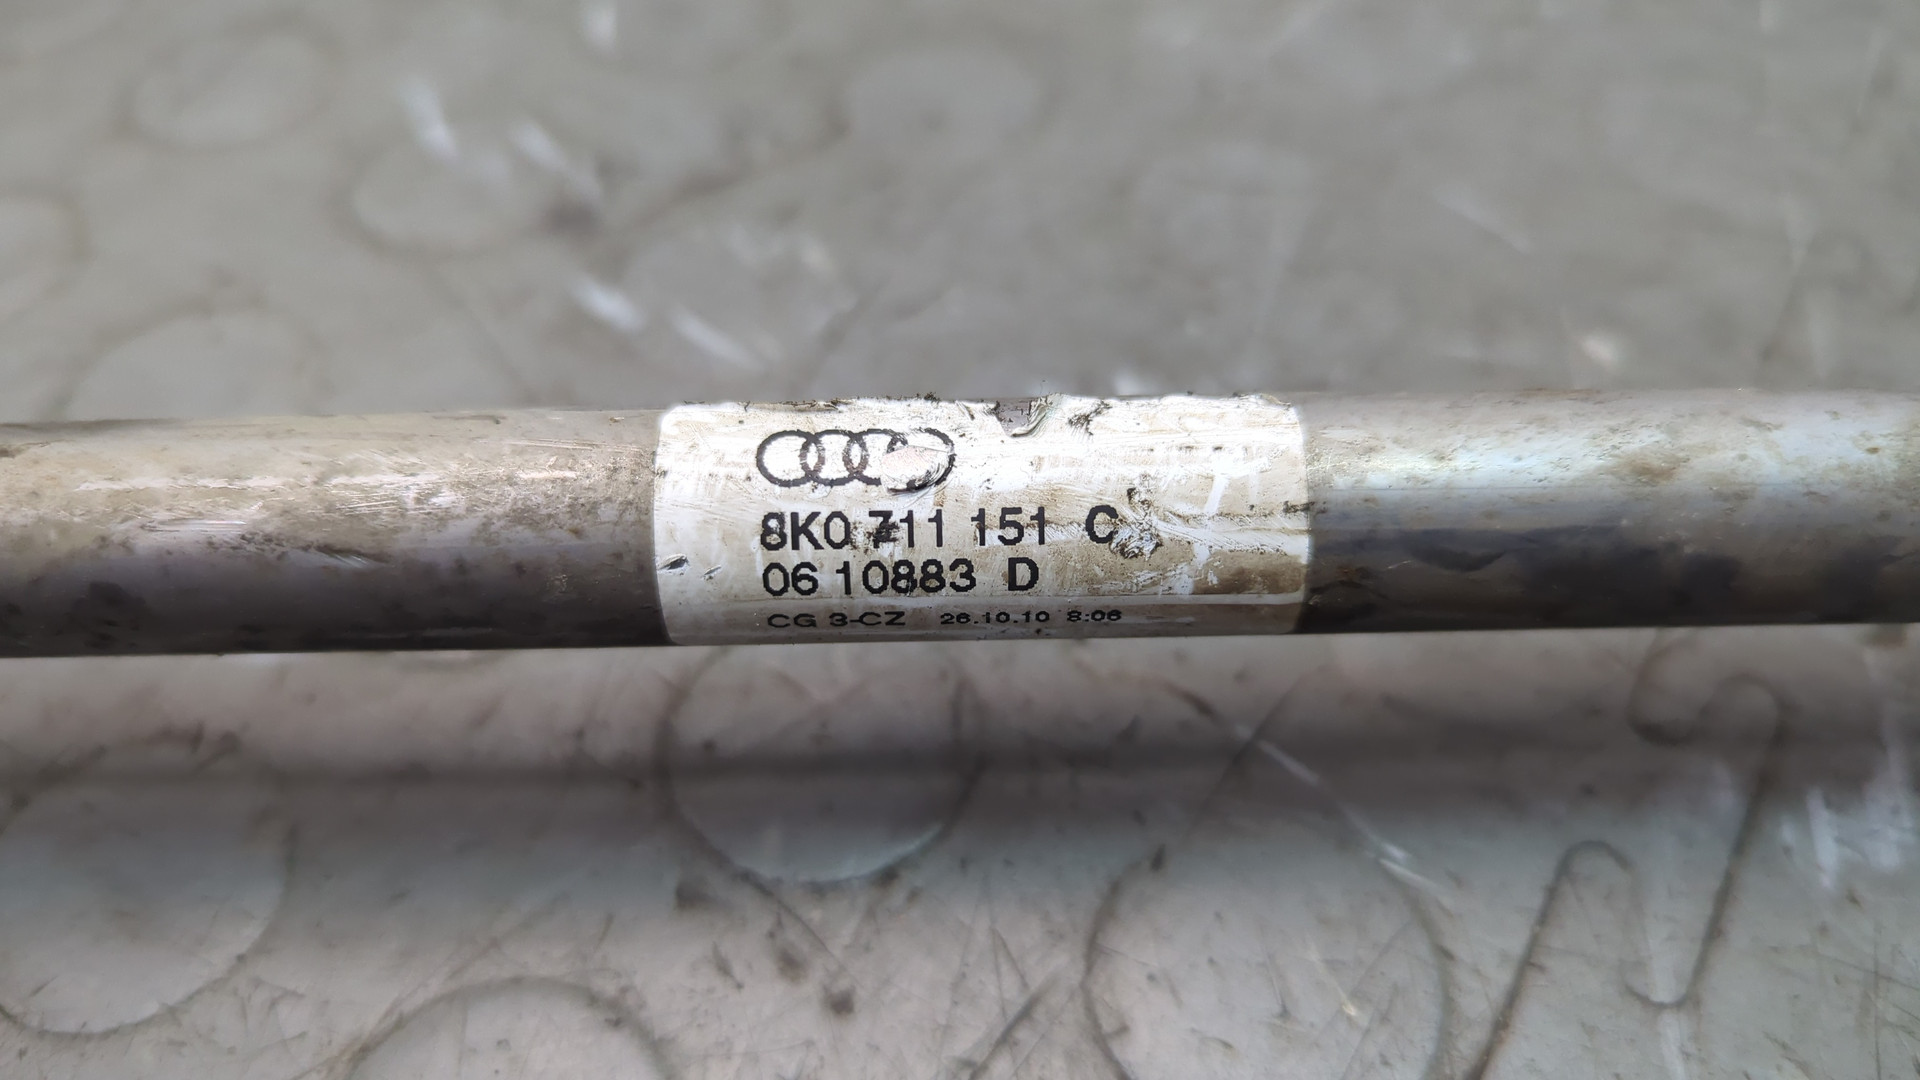 8K0 711 151 C
06 10883 D
CG 3-CZ 26.10.10 8:06